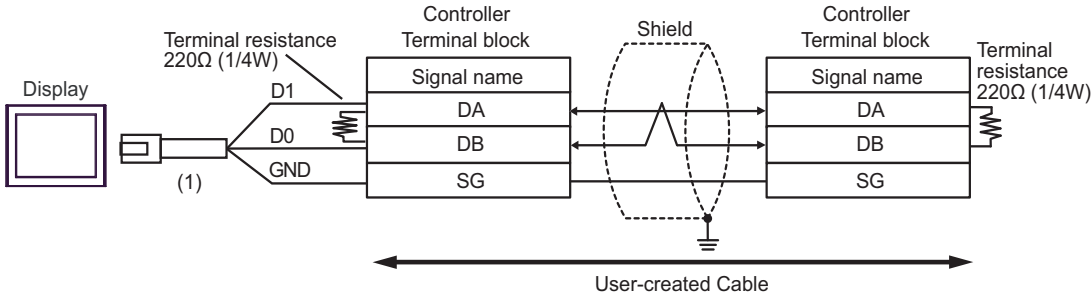 Display
(1)
D1
D0
GND
Terminal resistance
220Ω (1/4W)
Controller
Terminal block
Signal name
DA
DB
SG
Shield
Controller
Terminal block
Signal name
DA
DB
SG
Terminal
resistance
220Ω (1/4W)
User-created Cable